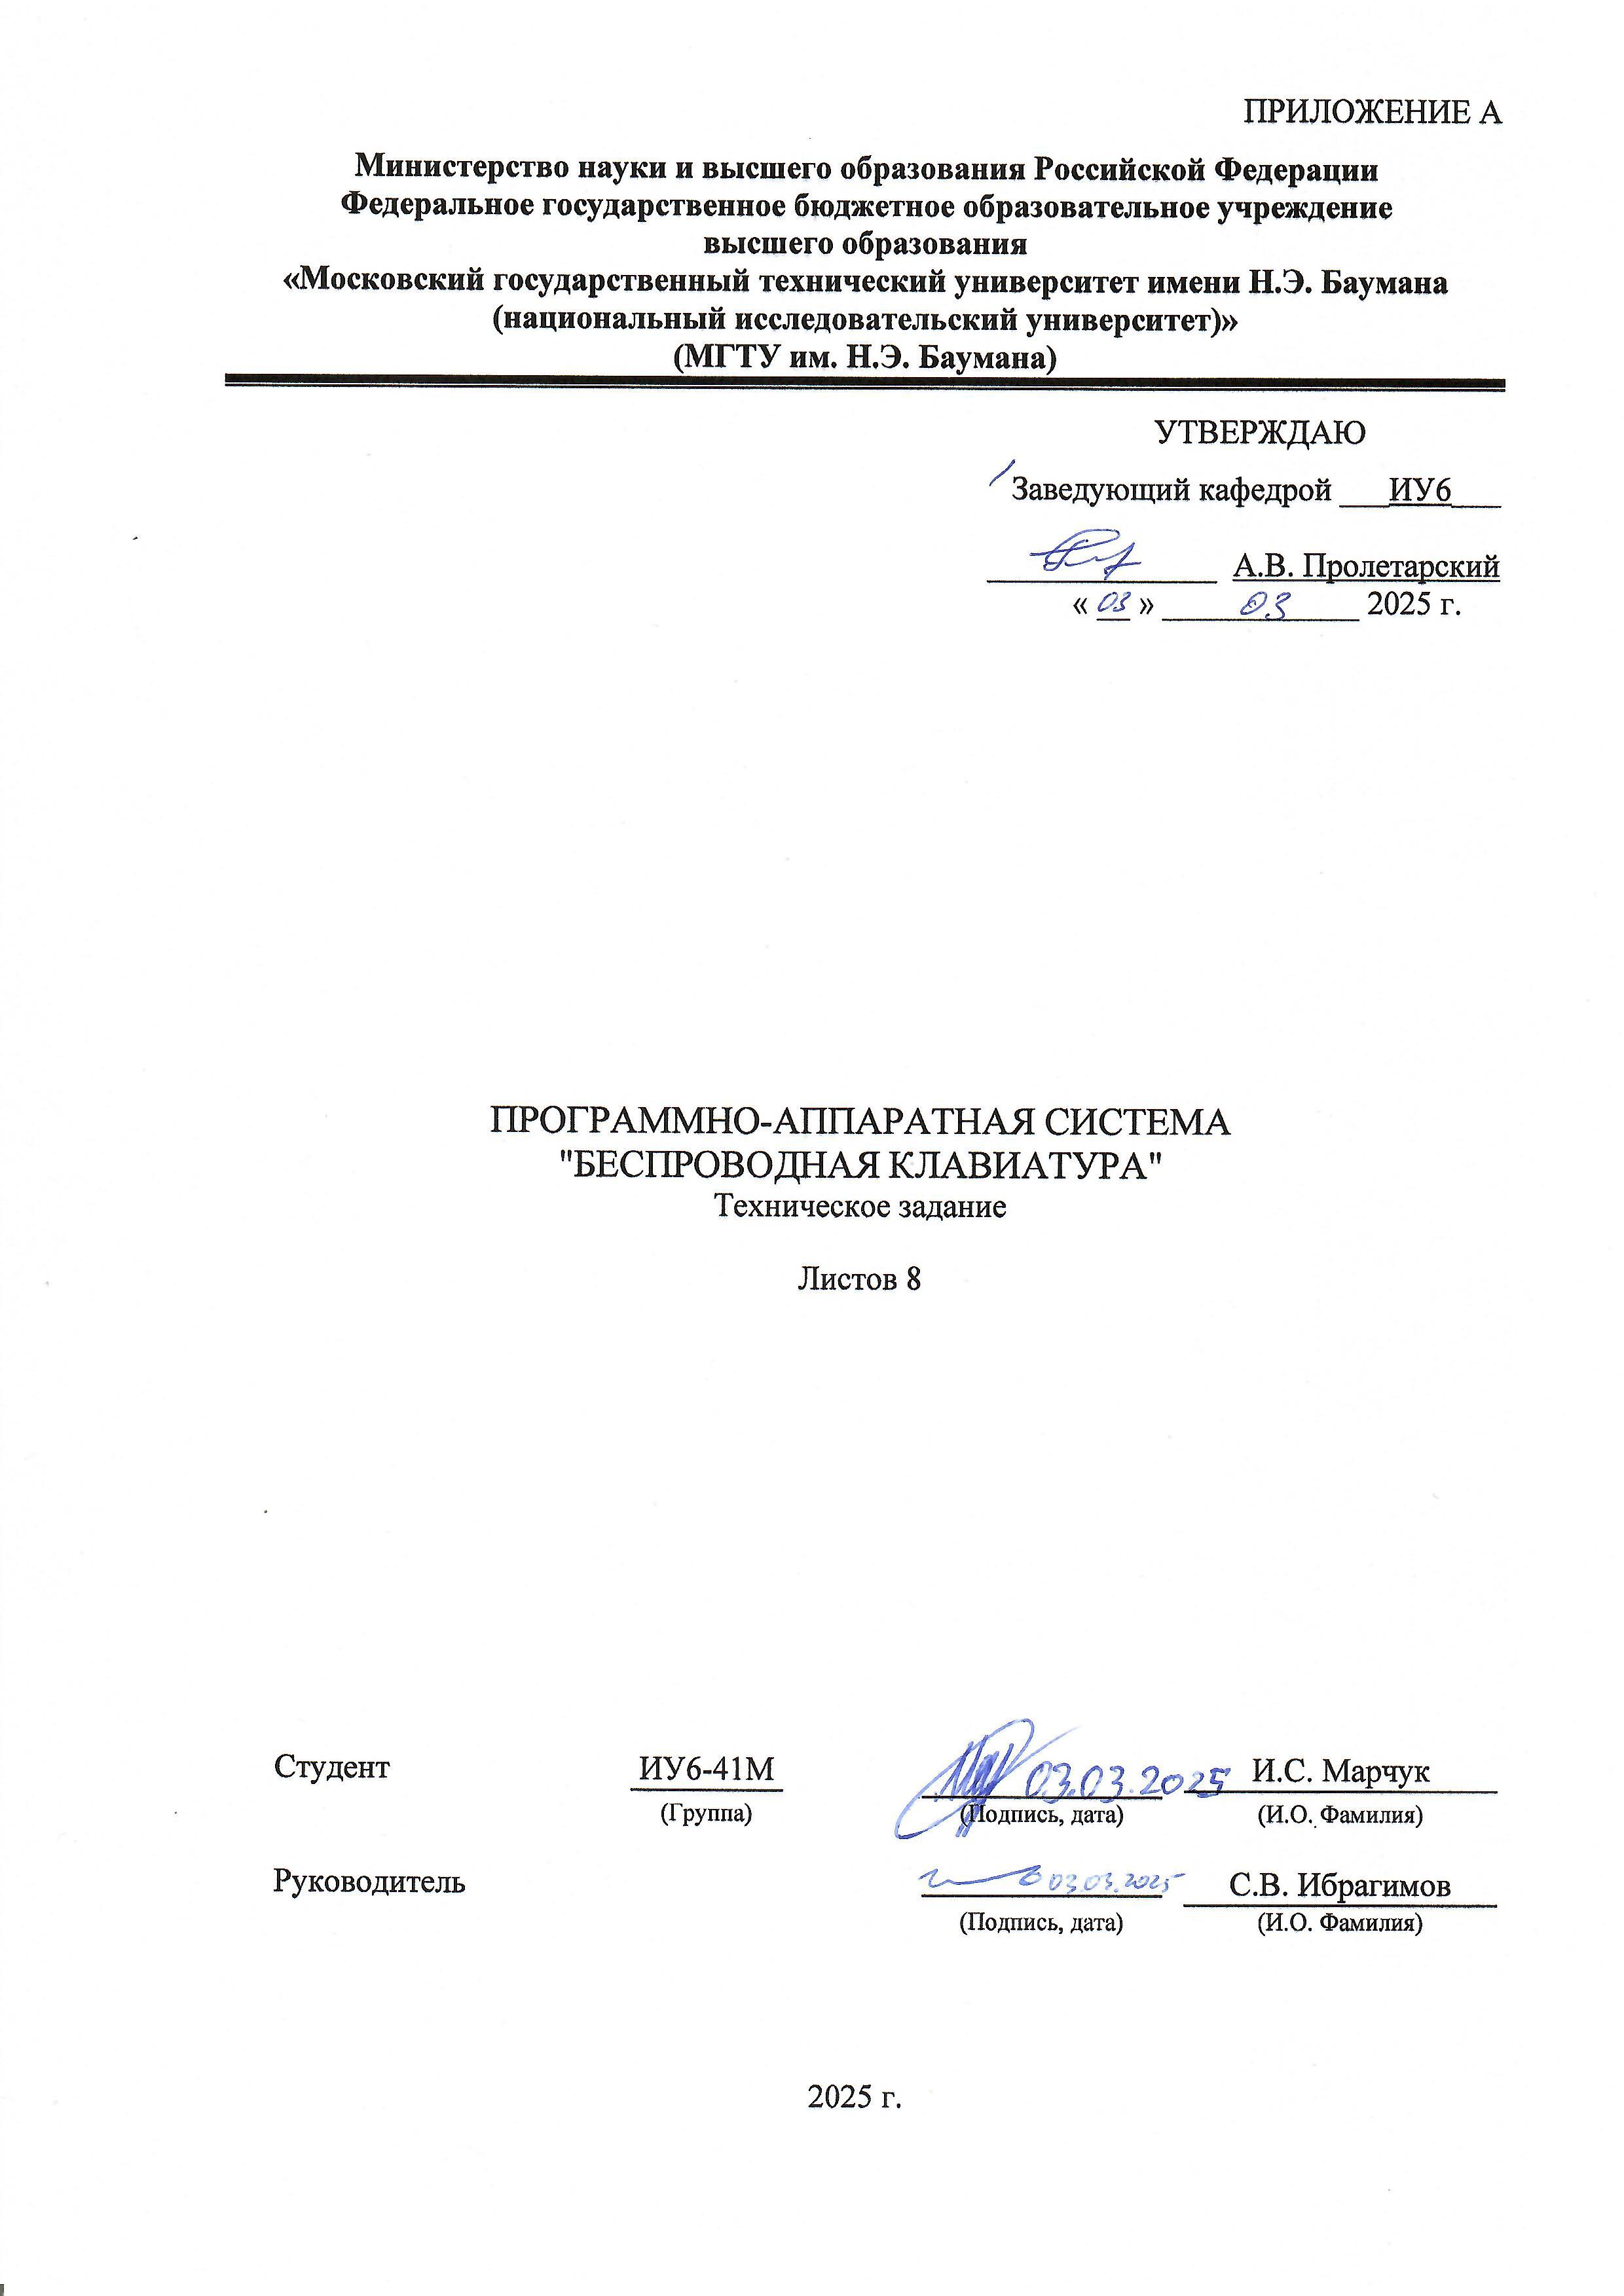 ПРИЛОЖЕНИЕ А
Министерство науки и высшего образования Российской Федерации
Федеральное государственное бюджетное образовательное учреждение
высшего образования
«Московский государственный технический университет имени Н.Э. Баумана
(национальный исследовательский университет)»
(МГТУ им. Н.Э. Баумана)
УТВЕРЖДАЮ
Заведующий кафедрой ИУ6
А.В. Пролетарский
« 03 » 03 2025 г.
ПРОГРАММНО-АППАРАТНАЯ СИСТЕМА
"БЕСПРОВОДНАЯ КЛАВИАТУРА"
Техническое задание
Листов 8
Студент ИУ6-41М 03.03.2025 И.С. Марчук
(Группа) (Подпись, дата) (И.О. Фамилия)
Руководитель 03.03.2025 С.В. Ибрагимов
(Подпись, дата) (И.О. Фамилия)
2025 г.